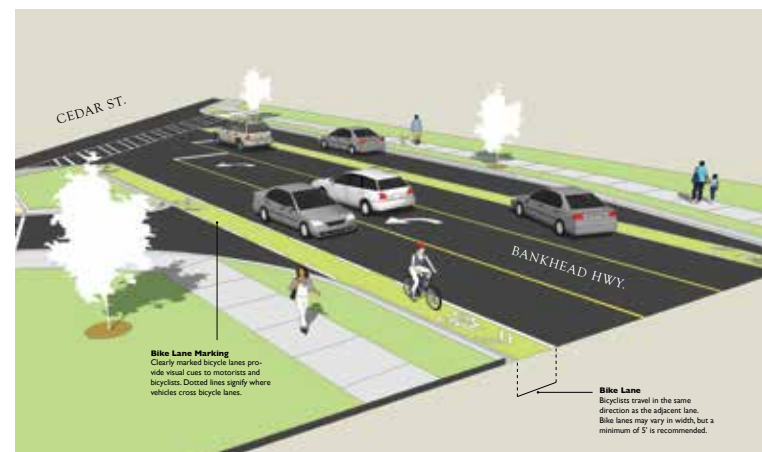 CEDAR ST.
BANKHEAD HWY.
Bike Lane Marking
Clearly marked bicycle lanes pro-
vide visual cues to motorists and
bicyclists. Dotted lines signify where
vehicles cross bicycle lanes.
Bike Lane
Bicyclists travel in the same
direction as the adjacent lane.
Bike lanes may vary in width, but a
minimum of 5' is recommended.